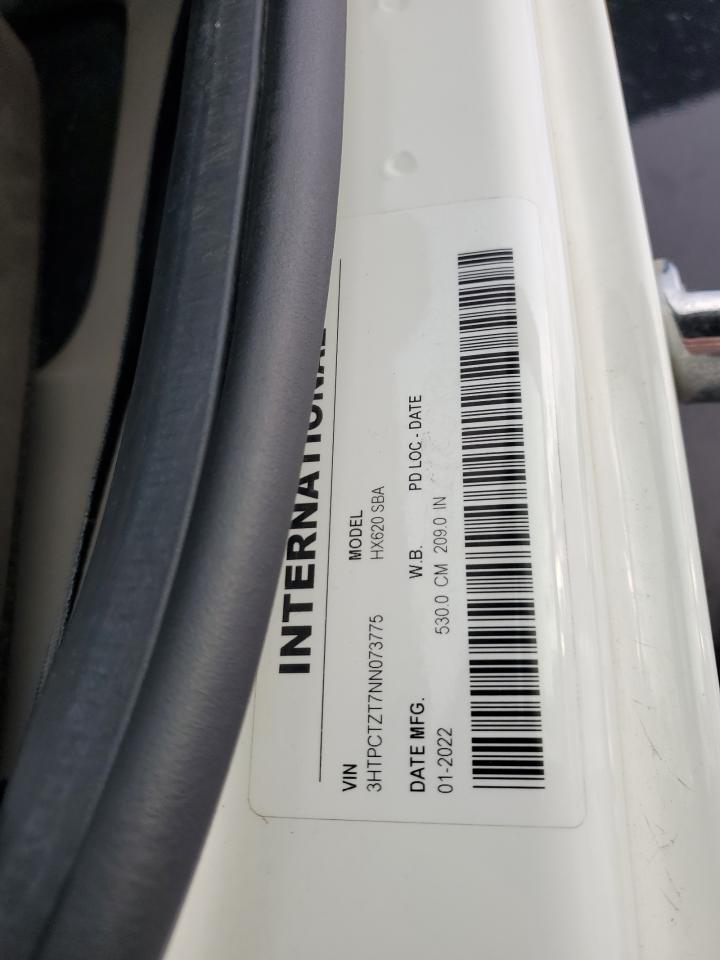 INTERNATIONAL
VIN MODEL
3HTPCTZT7NN073775 HX620 SBA
DATE MFG. W.B. PD LOC - DATE
01-2022 530.0 CM 209.0 IN